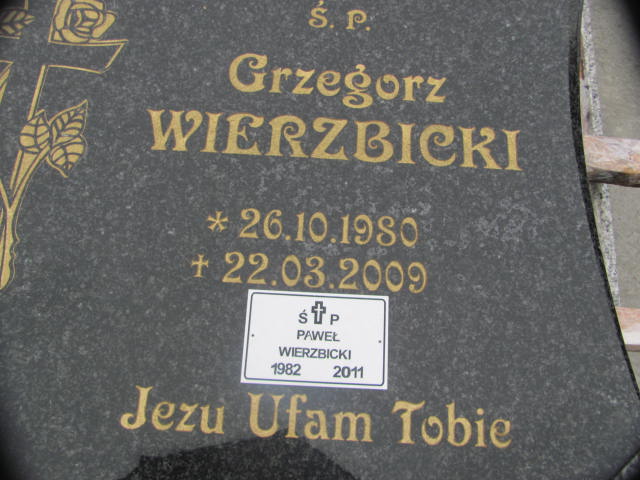 Ś. P.
Grzegorz
WIERZBICKI
* 26.10.1980
✝ 22.03.2009
Ś ✝ P
PAWEŁ
WIERZBICKI
1982 2011
Jezu Ufam Tobie